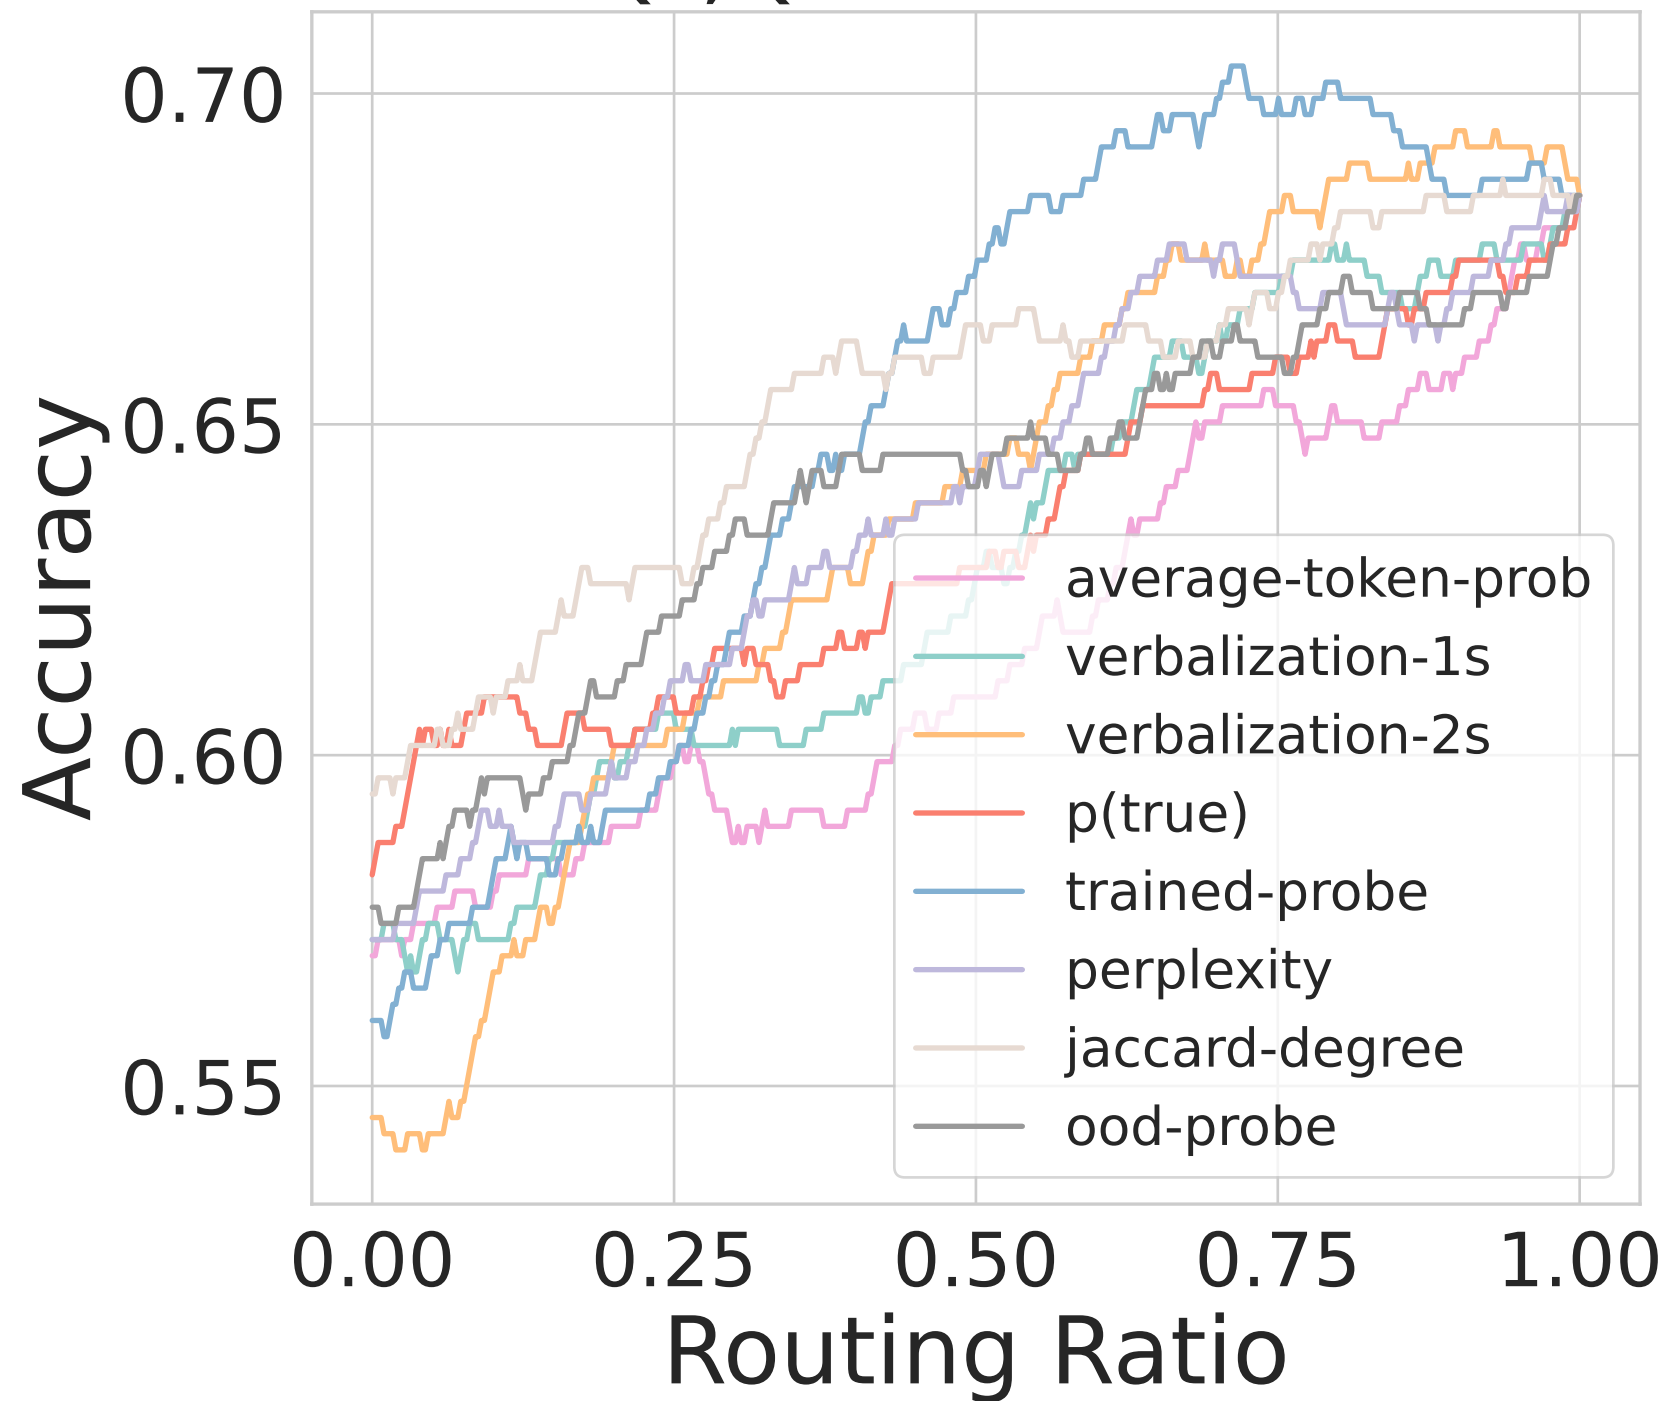 0.70
0.65
0.60
0.55
Accuracy
average-token-prob
verbalization-1s
verbalization-2s
p(true)
trained-probe
perplexity
jaccard-degree
ood-probe
0.00 0.25 0.50 0.75 1.00
Routing Ratio